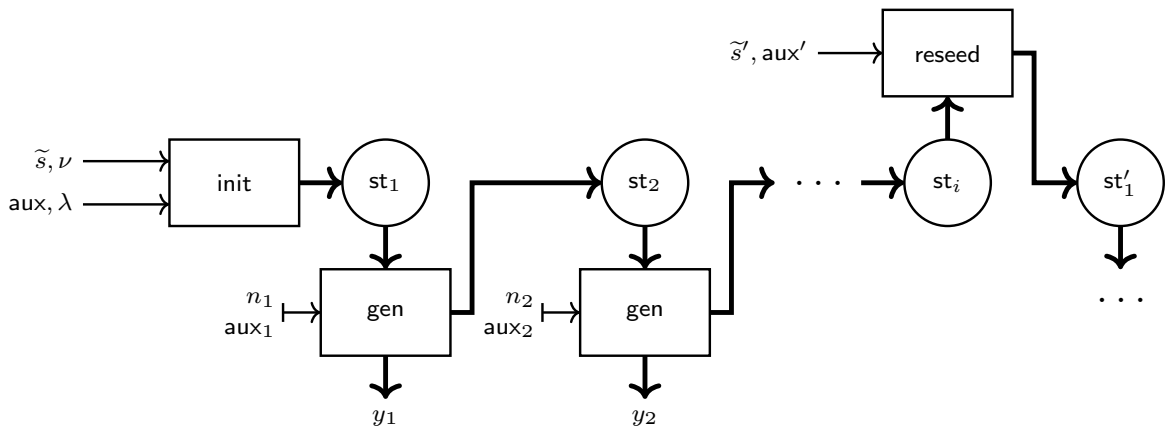 s̃′, aux′
reseed
s̃, ν
aux, λ
init
st₁
st₂
· · ·
stᵢ
st′₁
n₁
aux₁
gen
n₂
aux₂
gen
· · ·
y₁
y₂